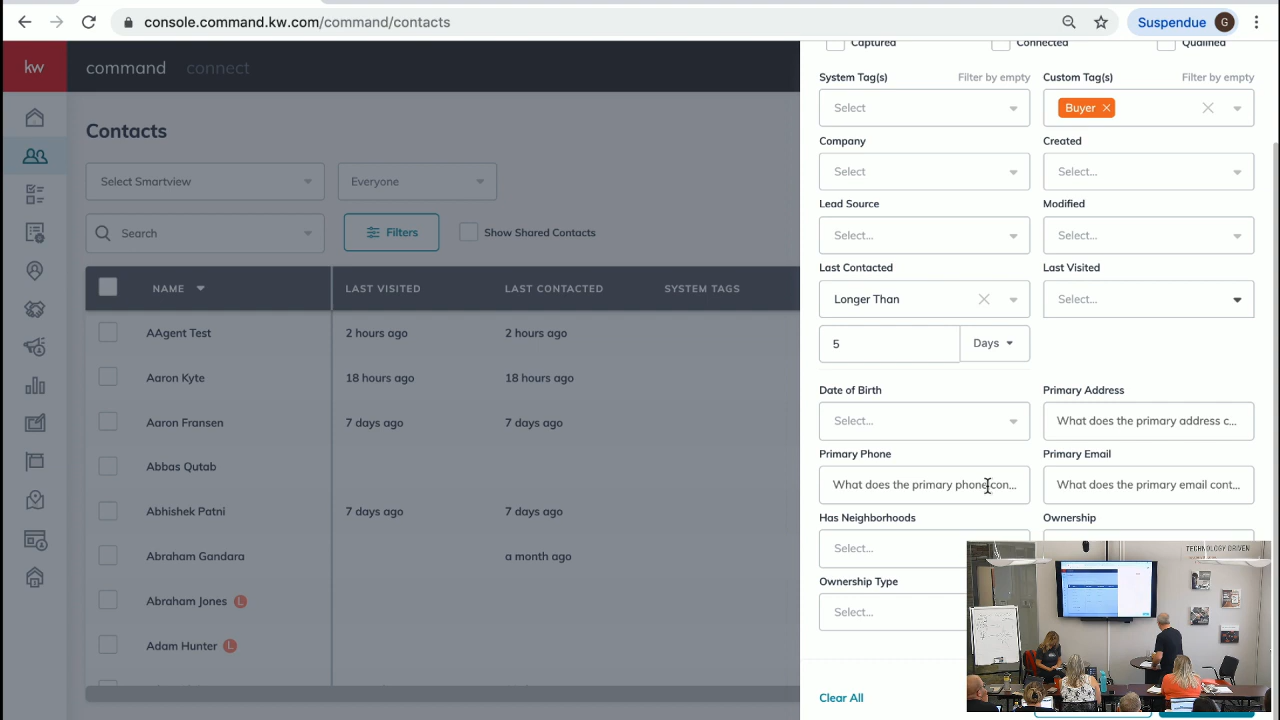 console.command.kw.com/command/contacts
Suspendue G
kw command connect
Contacts
Select Smartview Everyone
Search Filters Show Shared Contacts
NAME LAST VISITED LAST CONTACTED SYSTEM TAGS
AAgent Test 2 hours ago 2 hours ago
Aaron Kyte 18 hours ago 18 hours ago
Aaron Fransen 7 days ago 7 days ago
Abbas Qutab
Abhishek Patni 7 days ago 7 days ago
Abraham Gandara a month ago
Abraham Jones L
Adam Hunter L
Captured Connected Qualified
System Tag(s) Filter by empty Custom Tag(s) Filter by empty
Select Buyer
Company Created
Select Select...
Lead Source Modified
Select... Select...
Last Contacted Last Visited
Longer Than Select...
5 Days
Date of Birth Primary Address
Select... What does the primary address c...
Primary Phone Primary Email
What does the primary phone con... What does the primary email cont...
Has Neighborhoods Ownership
Select...
Ownership Type
Select...
Clear All
TECHNOLOGY DRIVEN